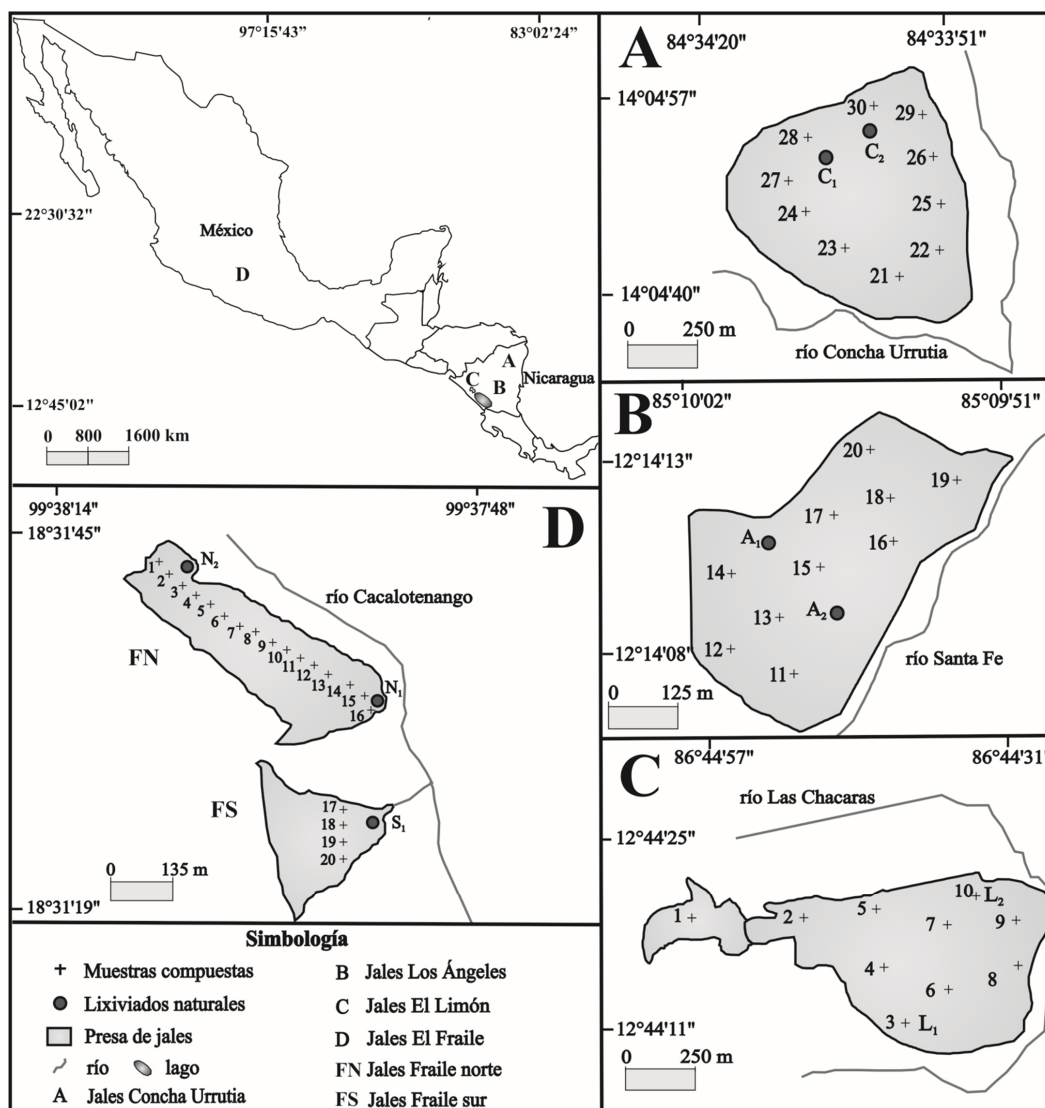 97°15'43"
83°02'24"
22°30'32"
México
D
A
C
B
Nicaragua
12°45'02"
0 800 1600 km
A
84°34'20"
84°33'51"
14°04'57"
30
29
28
C₂
26
C₁
27
24
25
23
22
21
14°04'40"
0 250 m
río Concha Urrutia
B
85°10'02"
85°09'51"
12°14'13"
20
19
18
17
16
A₁
15
14
A₂
13
12
11
12°14'08'
río Santa Fe
0 125 m
C
86°44'57"
86°44'31"
río Las Chacaras
12°44'25"
10 L₂
1
2
5
7
9
4
6
8
3 L₁
12°44'11"
0 250 m
D
99°38'14"
99°37'48"
18°31'45"
N₂
1
2
3
4
5
6
7
8
9
10
11
12
13
14
15
16
N₁
río Cacalotenango
FN
FS
17
18
19
20
S₁
0 135 m
18°31'19"
Simbología
+ Muestras compuestas
Lixiviados naturales
Presa de jales
río lago
A Jales Concha Urrutia
B Jales Los Ángeles
C Jales El Limón
D Jales El Fraile
FN Jales Fraile norte
FS Jales Fraile sur